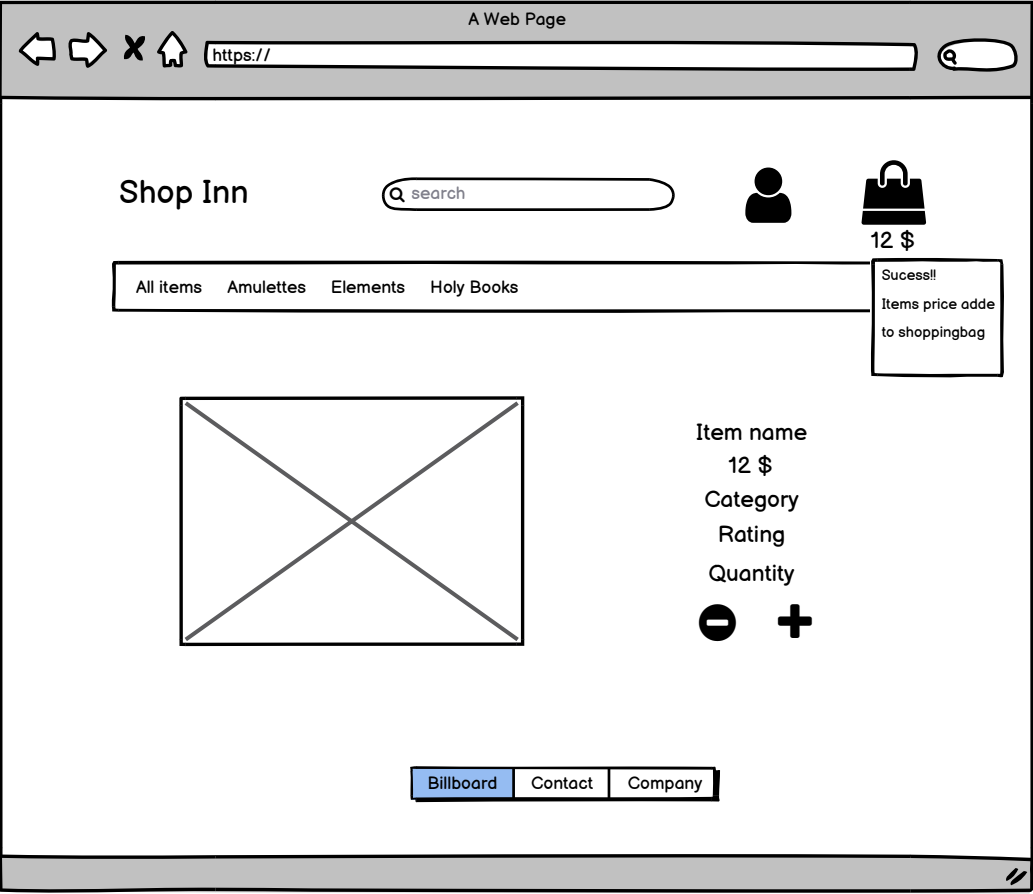 A Web Page
https://
Shop Inn
search
12 $
All items Amulettes Elements Holy Books
Sucess!!
Items price adde
to shoppingbag
Item name
12 $
Category
Rating
Quantity
Billboard Contact Company